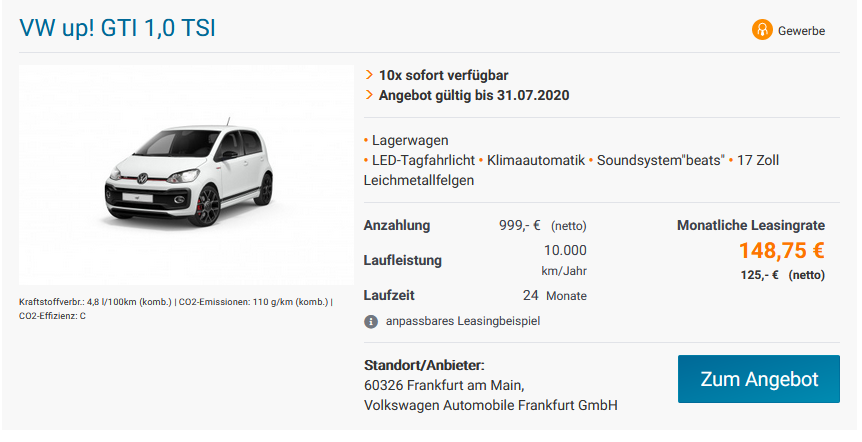 VW up! GTI 1,0 TSI
Gewerbe
10x sofort verfügbar
Angebot gültig bis 31.07.2020
• Lagerwagen
• LED-Tagfahrlicht • Klimaautomatik • Soundsystem"beats" • 17 Zoll
Leichmetallfelgen
Anzahlung 999,- € (netto)
Laufleistung 10.000 km/Jahr
Laufzeit 24 Monate
anpassbares Leasingbeispiel
Monatliche Leasingrate
148,75 €
125,- € (netto)
Kraftstoffverbr.: 4,8 l/100km (komb.) | CO2-Emissionen: 110 g/km (komb.) |
CO2-Effizienz: C
Standort/Anbieter:
60326 Frankfurt am Main,
Volkswagen Automobile Frankfurt GmbH
Zum Angebot